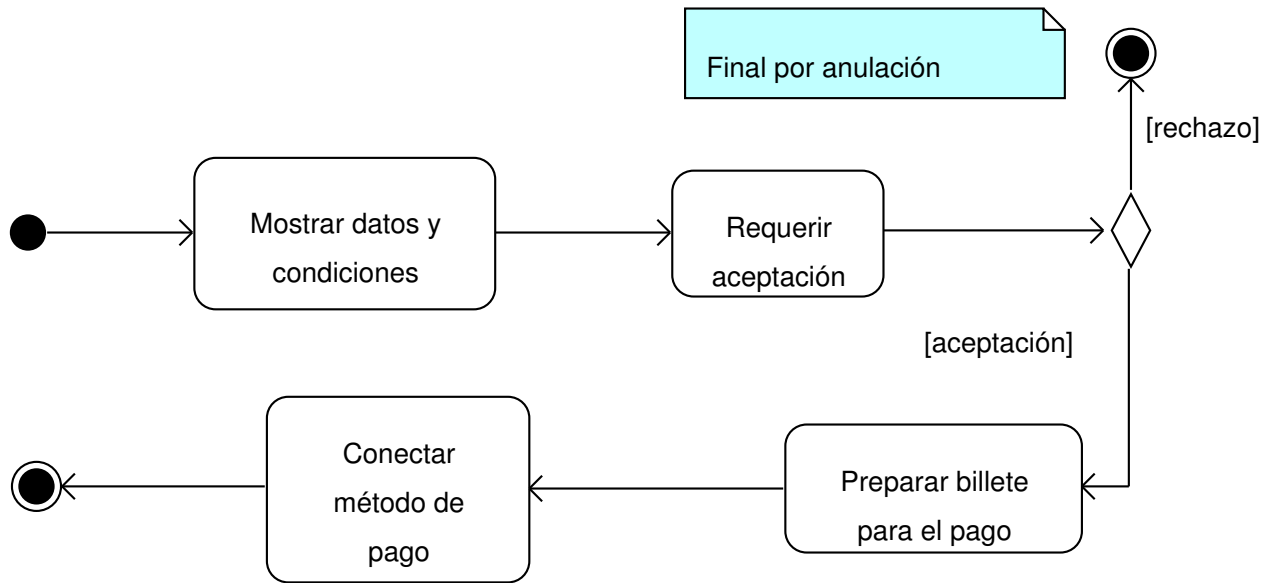 Final por anulación
[rechazo]
Mostrar datos y
condiciones
Requerir
aceptación
[aceptación]
Conectar
método de
pago
Preparar billete
para el pago